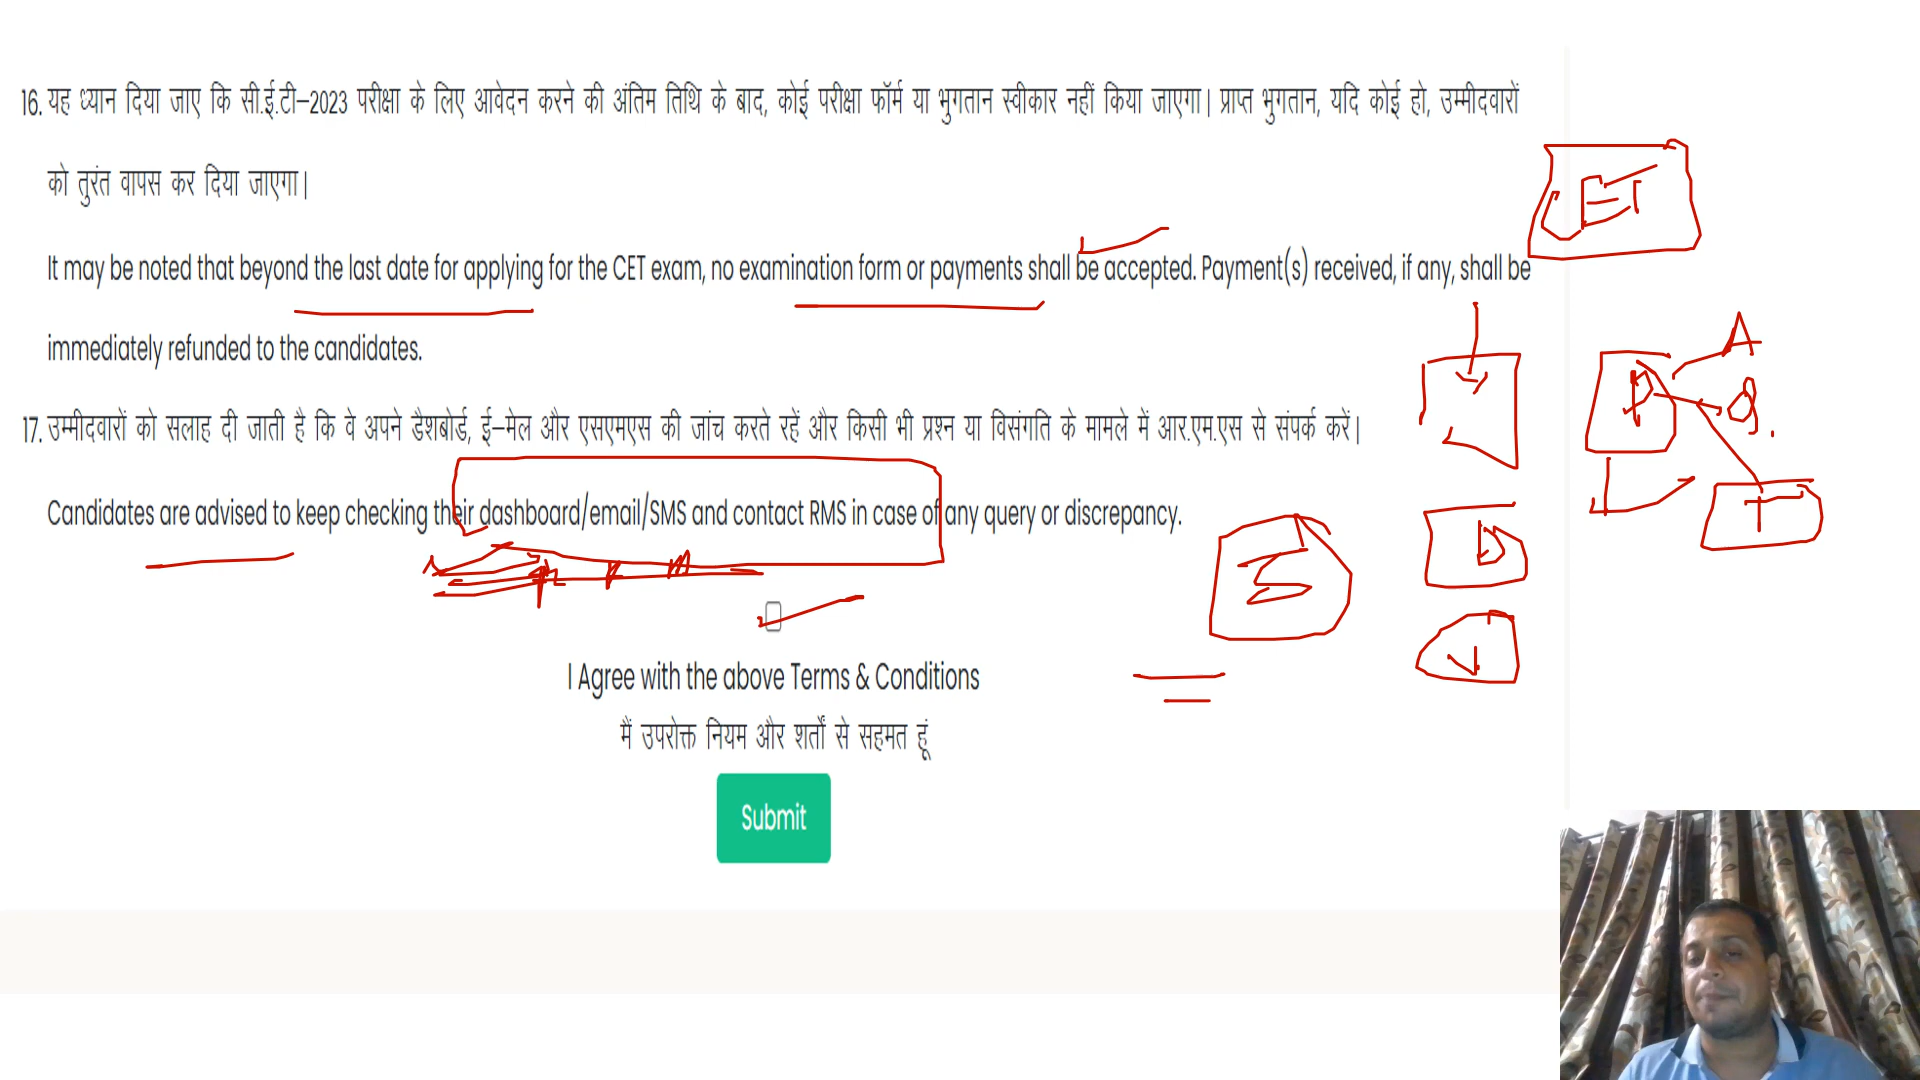 16. यह ध्यान दिया जाए कि सी.ई.टी–2023 परीक्षा के लिए आवेदन करने की अंतिम तिथि के बाद, कोई परीक्षा फॉर्म या भुगतान स्वीकार नहीं किया जाएगा। प्राप्त भुगतान, यदि कोई हो, उम्मीदवारों
को तुरंत वापस कर दिया जाएगा।
It may be noted that beyond the last date for applying for the CET exam, no examination form or payments shall be accepted. Payment(s) received, if any, shall be
immediately refunded to the candidates.
17. उम्मीदवारों को सलाह दी जाती है कि वे अपने डैशबोर्ड, ई–मेल और एसएमएस की जांच करते रहें और किसी भी प्रश्न या विसंगति के मामले में आर.एम.एस से संपर्क करें।
Candidates are advised to keep checking their dashboard/email/SMS and contact RMS in case of any query or discrepancy.
I Agree with the above Terms & Conditions
मैं उपरोक्त नियम और शर्तों से सहमत हूं
Submit
CET
A
D
T